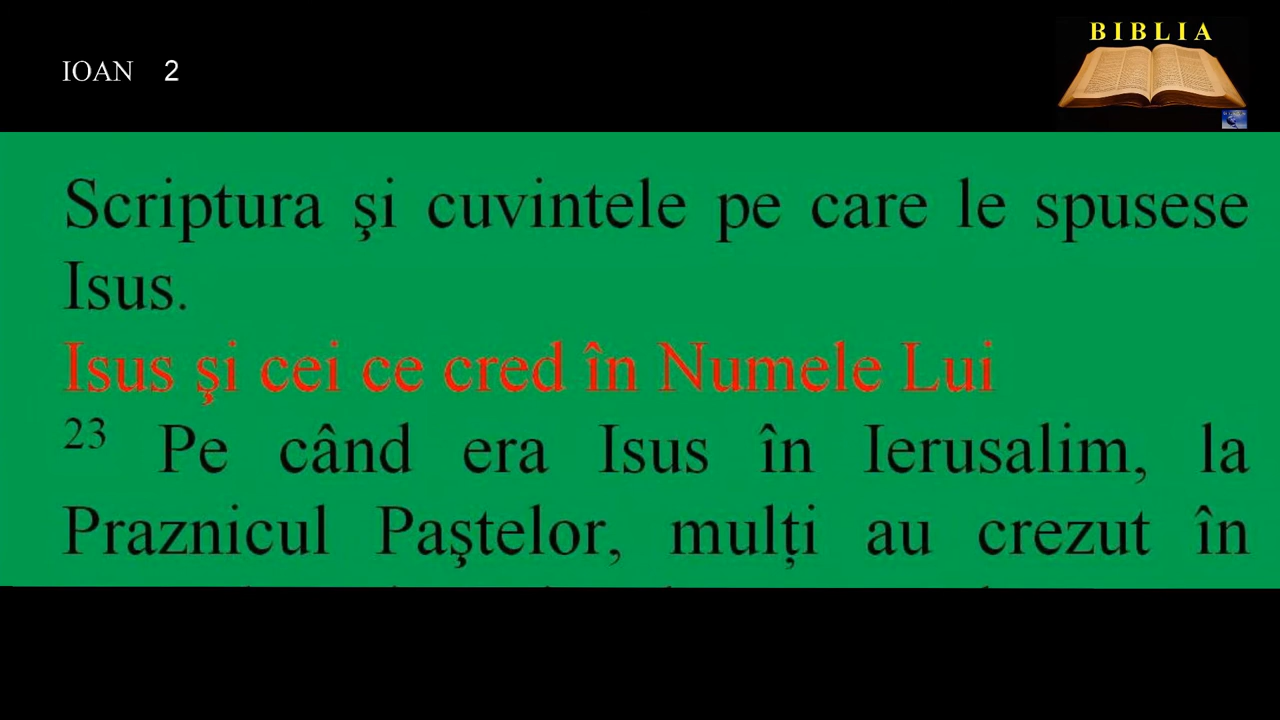 BIBLIA
IOAN 2
Scriptura şi cuvintele pe care le spusese
Isus.
Isus şi cei ce cred în Numele Lui
23 Pe când era Isus în Ierusalim, la
Praznicul Paştelor, mulţi au crezut în